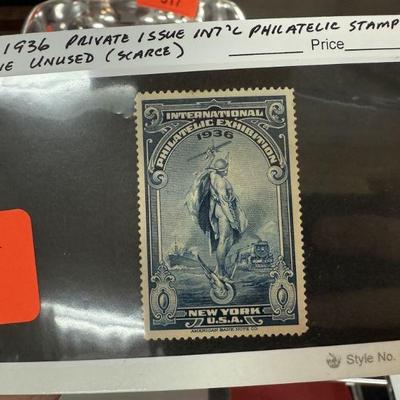 1936 PRIVATE ISSUE INT'L PHILATELIC STAMP
UNUSED (SCARCE) Price
INTERNATIONAL
PHILATELIC EXHIBITION
1936
NEW YORK
U.S.A.
AMERICAN BANK NOTE CO.
Style No.